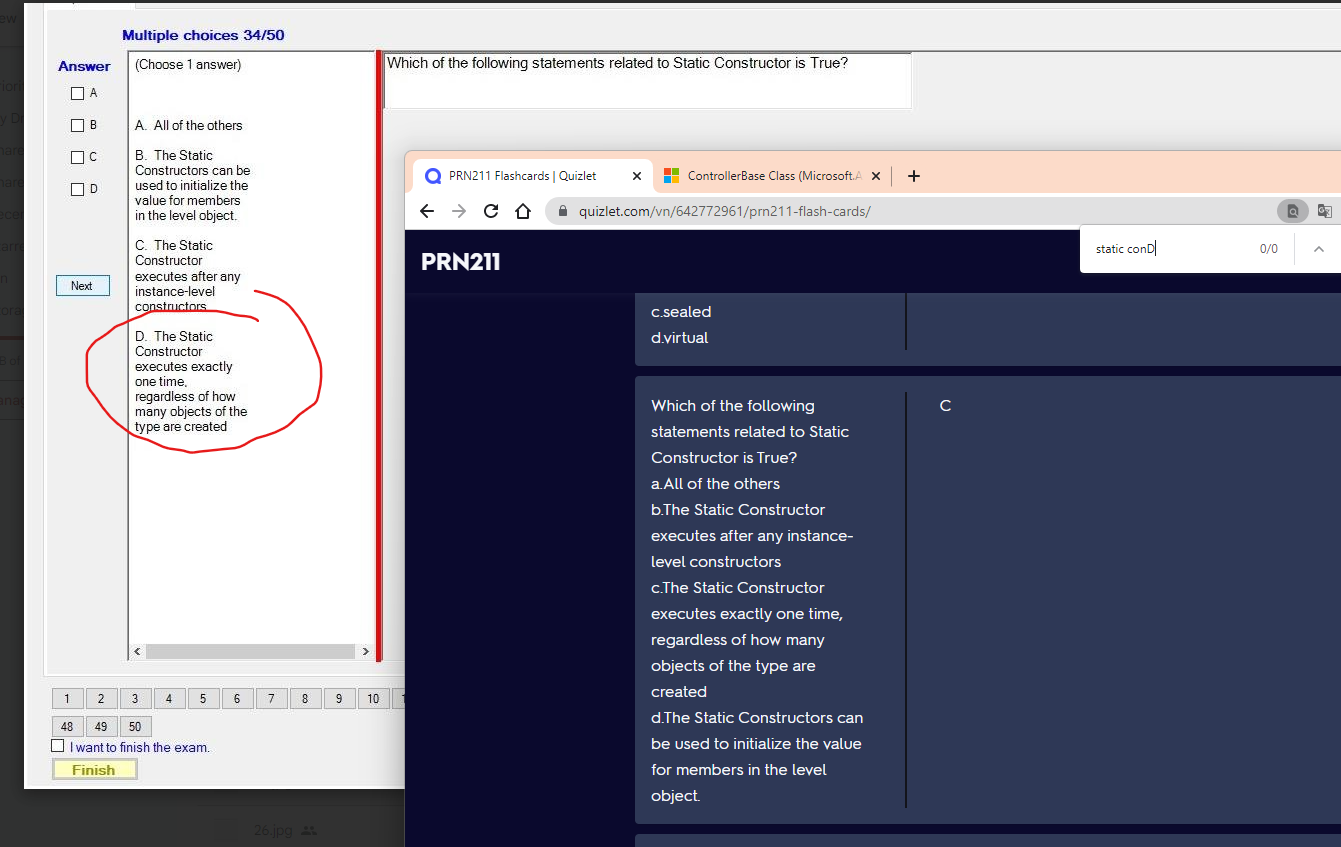 Multiple choices 34/50
Answer
A
B
C
D
Next
(Choose 1 answer)
A. All of the others
B. The Static
Constructors can be
used to initialize the
value for members
in the level object.
C. The Static
Constructor
executes after any
instance-level
constructors
D. The Static
Constructor
executes exactly
one time,
regardless of how
many objects of the
type are created
Which of the following statements related to Static Constructor is True?
PRN211 Flashcards | Quizlet
ControllerBase Class (Microsoft.A
quizlet.com/vn/642772961/prn211-flash-cards/
static conD 0/0
PRN211
c.sealed
d.virtual
Which of the following
statements related to Static
Constructor is True?
a.All of the others
b.The Static Constructor
executes after any instance-
level constructors
c.The Static Constructor
executes exactly one time,
regardless of how many
objects of the type are
created
d.The Static Constructors can
be used to initialize the value
for members in the level
object.
C
1 2 3 4 5 6 7 8 9 10
48 49 50
I want to finish the exam.
Finish
26.jpg